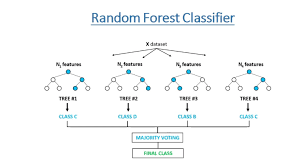 Random Forest Classifier
X dataset
N₁ features N₂ features N₃ features N₄ features
TREE #1 TREE #2 TREE #3 TREE #4
CLASS C CLASS D CLASS B CLASS C
MAJORITY VOTING
FINAL CLASS